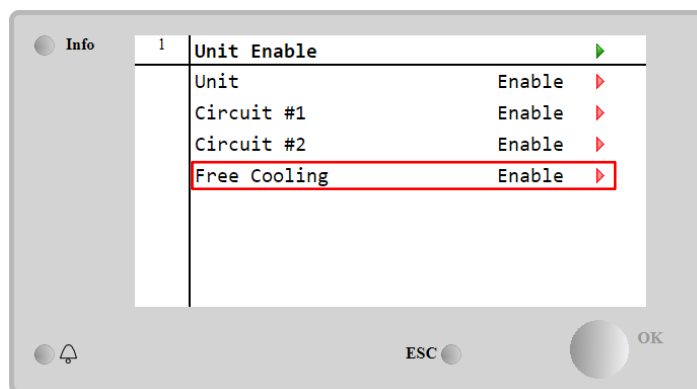 Info
1 Unit Enable
Unit Enable
Circuit #1 Enable
Circuit #2 Enable
Free Cooling Enable
ESC
OK